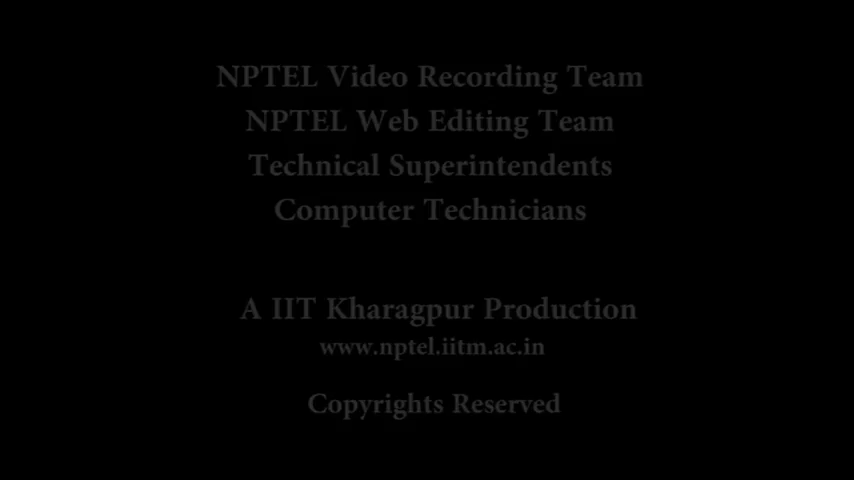 NPTEL Video Recording Team
NPTEL Web Editing Team
Technical Superintendents
Computer Technicians
A IIT Kharagpur Production
www.nptel.iitm.ac.in
Copyrights Reserved